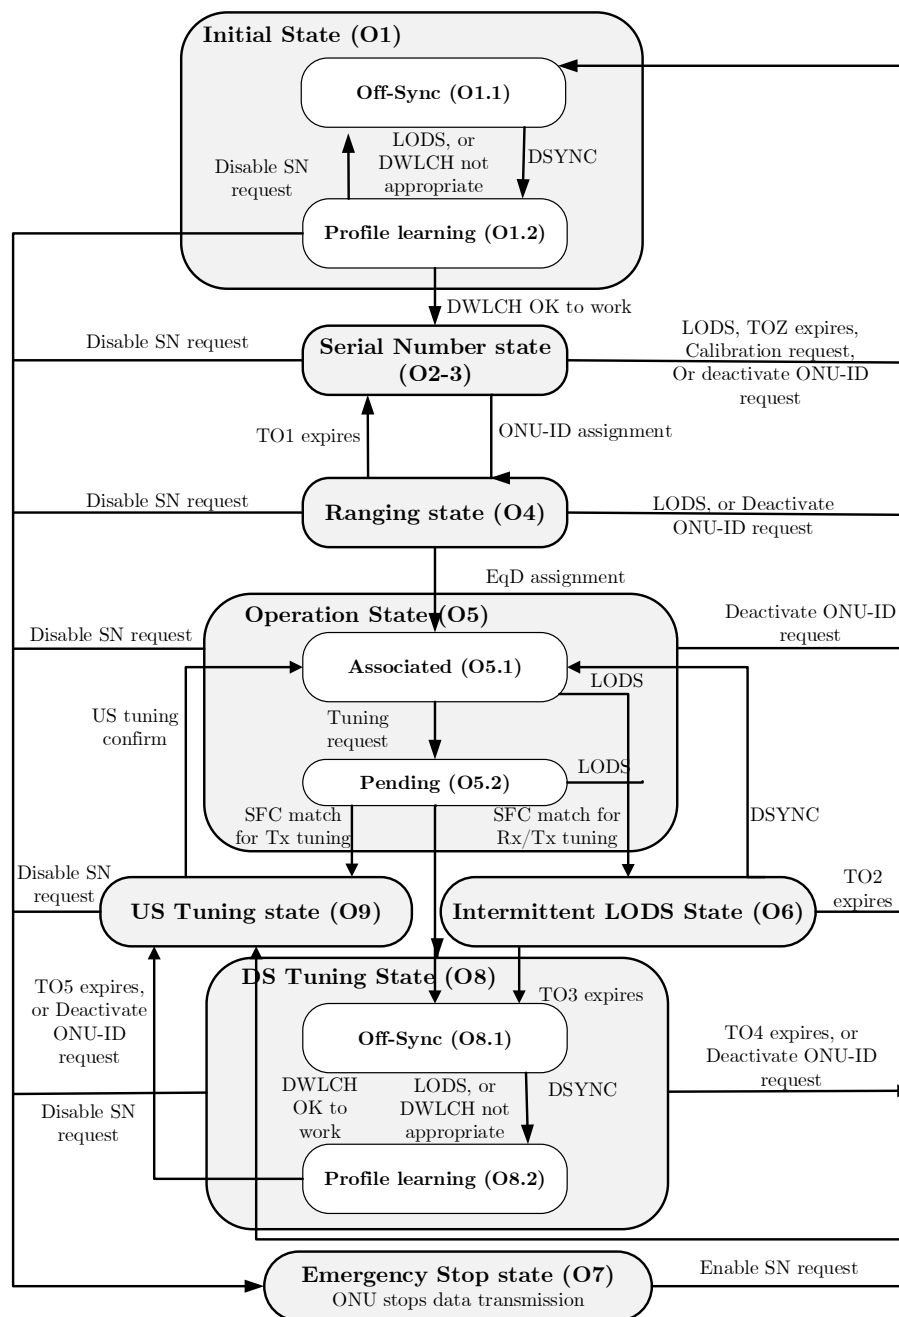 Initial State (O1)
Off-Sync (O1.1)
LODS, or
DWLCH not
appropriate
DSYNC
Disable SN
request
Profile learning (O1.2)
DWLCH OK to work
Serial Number state
(O2-3)
Disable SN request
LODS, TOZ expires,
Calibration request,
Or deactivate ONU-ID
request
TO1 expires
ONU-ID assignment
Disable SN request
Ranging state (O4)
LODS, or Deactivate
ONU-ID request
EqD assignment
Operation State (O5)
Disable SN request
Deactivate ONU-ID
request
Associated (O5.1)
LODS
US tuning
confirm
Tuning
request
LODS
Pending (O5.2)
SFC match
for Tx tuning
SFC match for
Rx/Tx tuning
DSYNC
Disable SN
request
US Tuning state (O9)
Intermittent LODS State (O6)
TO2
expires
DS Tuning State (O8)
TO5 expires,
or Deactivate
ONU-ID
request
TO3 expires
Off-Sync (O8.1)
TO4 expires, or
Deactivate ONU-ID
request
DWLCH
OK to
work
LODS, or
DWLCH not
appropriate
DSYNC
Disable SN
request
Profile learning (O8.2)
Emergency Stop state (O7)
ONU stops data transmission
Enable SN request